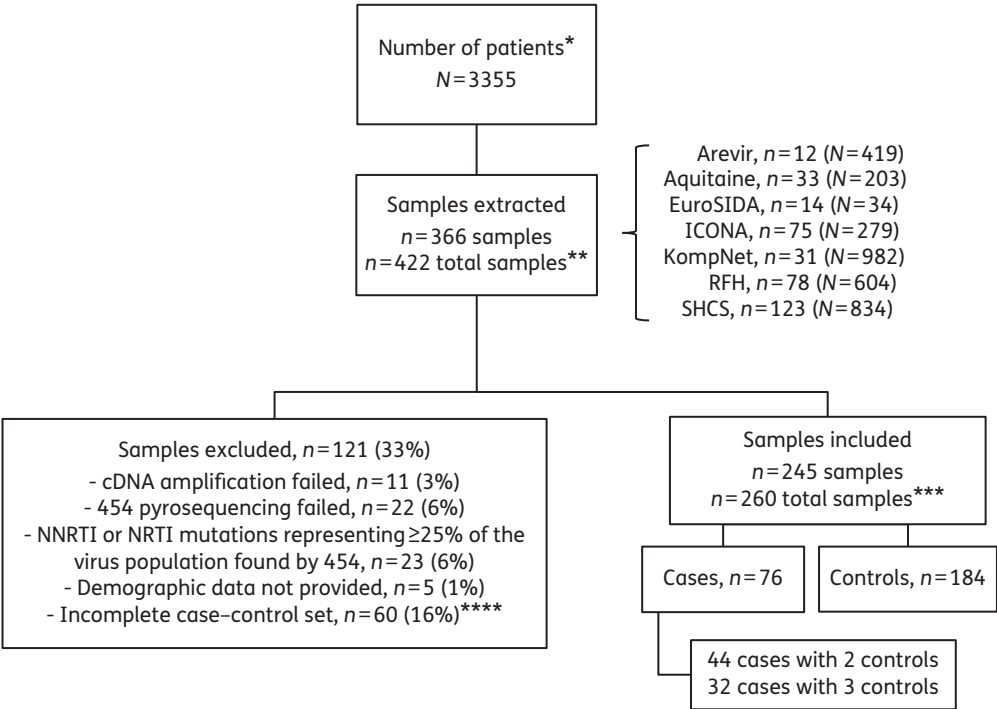 Number of patients*
N=3355
Samples extracted
n=366 samples
n=422 total samples**
Arevir, n=12 (N=419)
Aquitaine, n=33 (N=203)
EuroSIDA, n=14 (N=34)
ICONA, n=75 (N=279)
KompNet, n=31 (N=982)
RFH, n=78 (N=604)
SHCS, n=123 (N=834)
Samples excluded, n=121 (33%)
- cDNA amplification failed, n=11 (3%)
- 454 pyrosequencing failed, n=22 (6%)
- NNRTI or NRTI mutations representing ≥25% of the
virus population found by 454, n=23 (6%)
- Demographic data not provided, n=5 (1%)
- Incomplete case–control set, n=60 (16%)****
Samples included
n=245 samples
n=260 total samples***
Cases, n=76
Controls, n=184
44 cases with 2 controls
32 cases with 3 controls